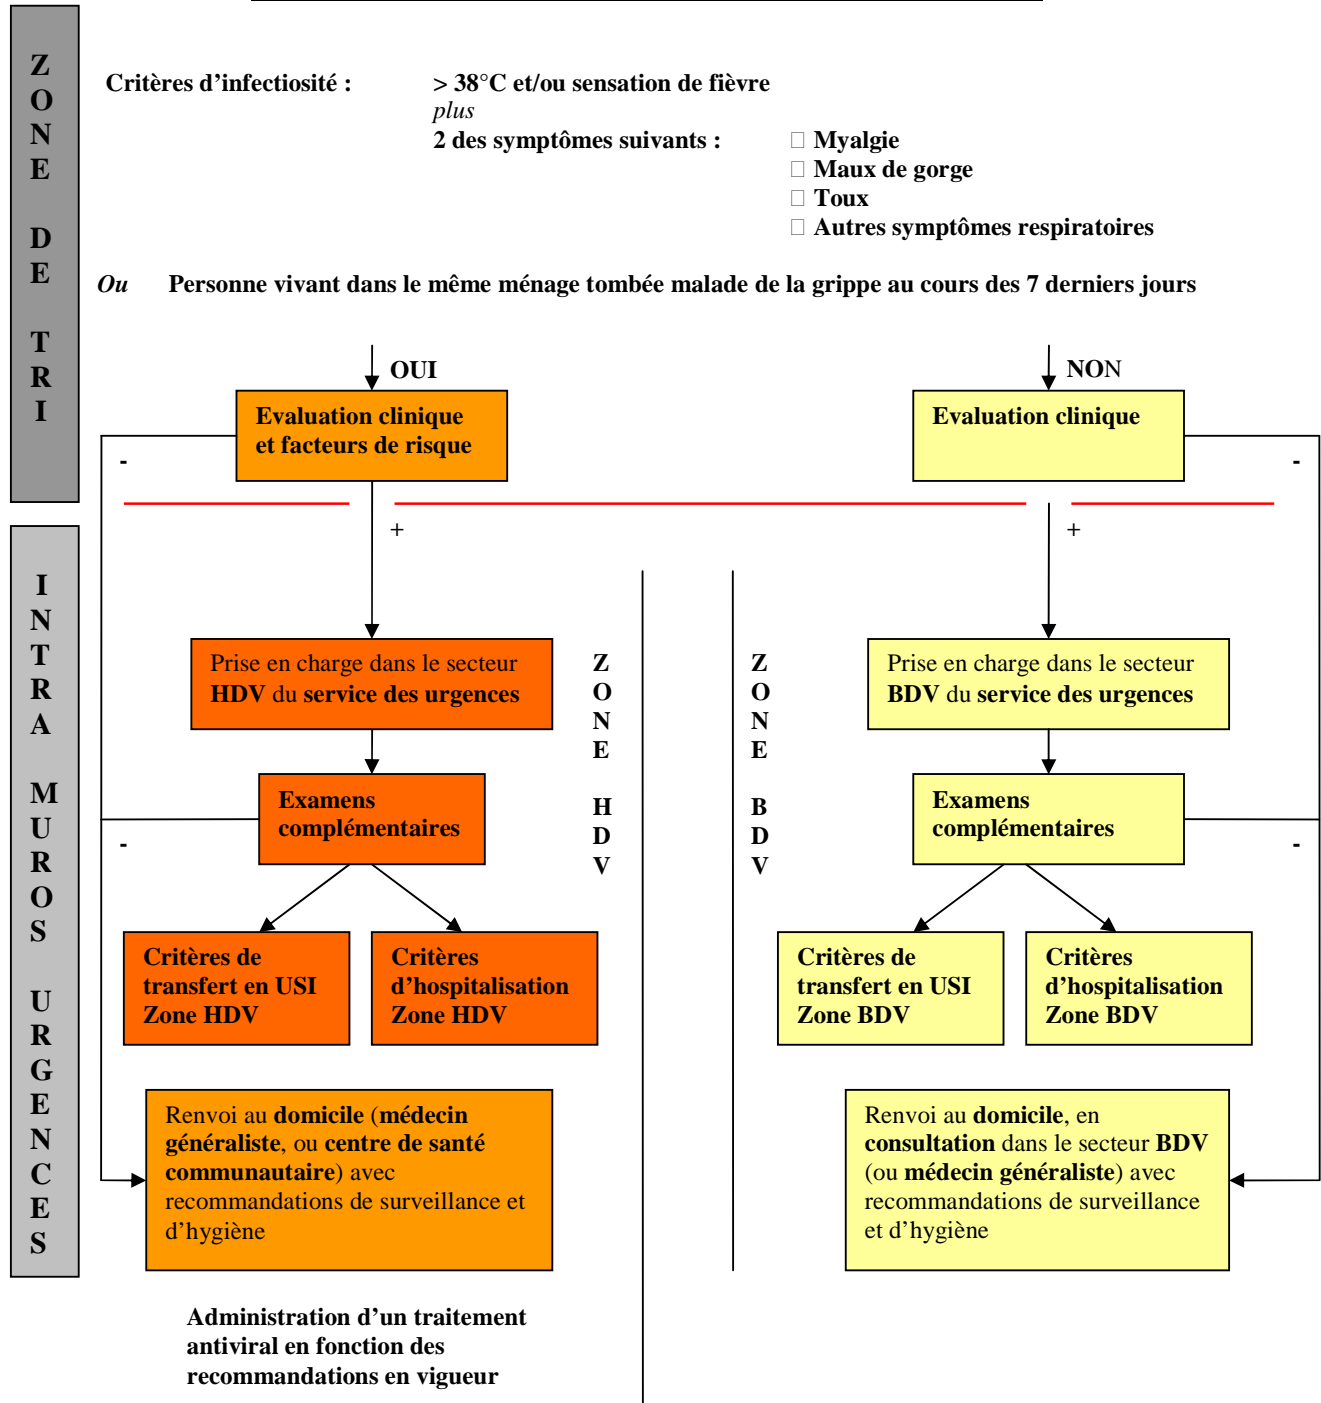 ZONE DE TRI
Critères d’infectiosité : > 38°C et/ou sensation de fièvre
plus
2 des symptômes suivants : □ Myalgie
□ Maux de gorge
□ Toux
□ Autres symptômes respiratoires
Ou Personne vivant dans le même ménage tombée malade de la grippe au cours des 7 derniers jours
OUI
NON
Evaluation clinique
et facteurs de risque
Evaluation clinique
-
-
+
+
INTRA MUROS URGENCES
Prise en charge dans le secteur
HDV du service des urgences
ZONE HDV
ZONE BDV
Prise en charge dans le secteur
BDV du service des urgences
Examens
complémentaires
Examens
complémentaires
-
-
Critères de
transfert en USI
Zone HDV
Critères
d’hospitalisation
Zone HDV
Critères de
transfert en USI
Zone BDV
Critères
d’hospitalisation
Zone BDV
Renvoi au domicile (médecin
généraliste, ou centre de santé
communautaire) avec
recommandations de surveillance et
d’hygiène
Renvoi au domicile, en
consultation dans le secteur BDV
(ou médecin généraliste) avec
recommandations de surveillance
et d’hygiène
Administration d’un traitement
antiviral en fonction des
recommandations en vigueur